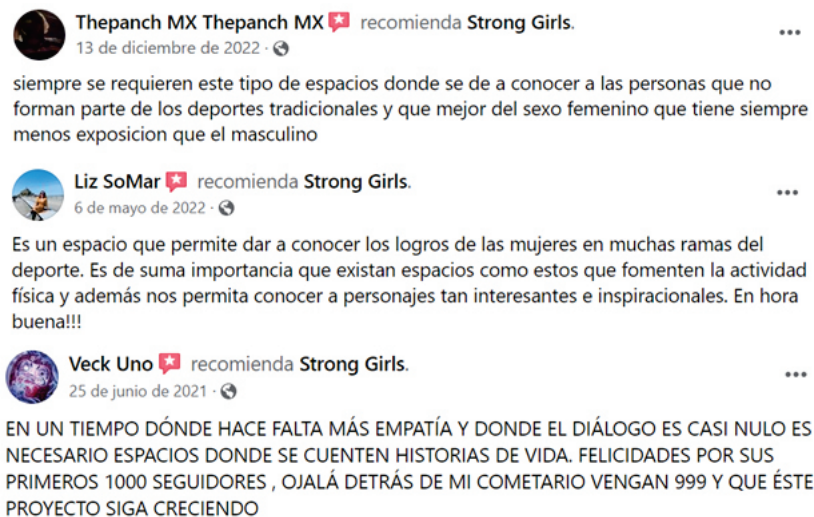 Thepanch MX Thepanch MX recomienda Strong Girls.
13 de diciembre de 2022 ·
siempre se requieren este tipo de espacios donde se de a conocer a las personas que no
forman parte de los deportes tradicionales y que mejor del sexo femenino que tiene siempre
menos exposicion que el masculino
Liz SoMar recomienda Strong Girls.
6 de mayo de 2022 ·
Es un espacio que permite dar a conocer los logros de las mujeres en muchas ramas del
deporte. Es de suma importancia que existan espacios como estos que fomenten la actividad
física y además nos permita conocer a personajes tan interesantes e inspiracionales. En hora
buena!!!
Veck Uno recomienda Strong Girls.
25 de junio de 2021 ·
EN UN TIEMPO DÓNDE HACE FALTA MÁS EMPATÍA Y DONDE EL DIÁLOGO ES CASI NULO ES
NECESARIO ESPACIOS DONDE SE CUENTEN HISTORIAS DE VIDA. FELICIDADES POR SUS
PRIMEROS 1000 SEGUIDORES , OJALÁ DETRÁS DE MI COMETARIO VENGAN 999 Y QUE ÉSTE
PROYECTO SIGA CRECIENDO